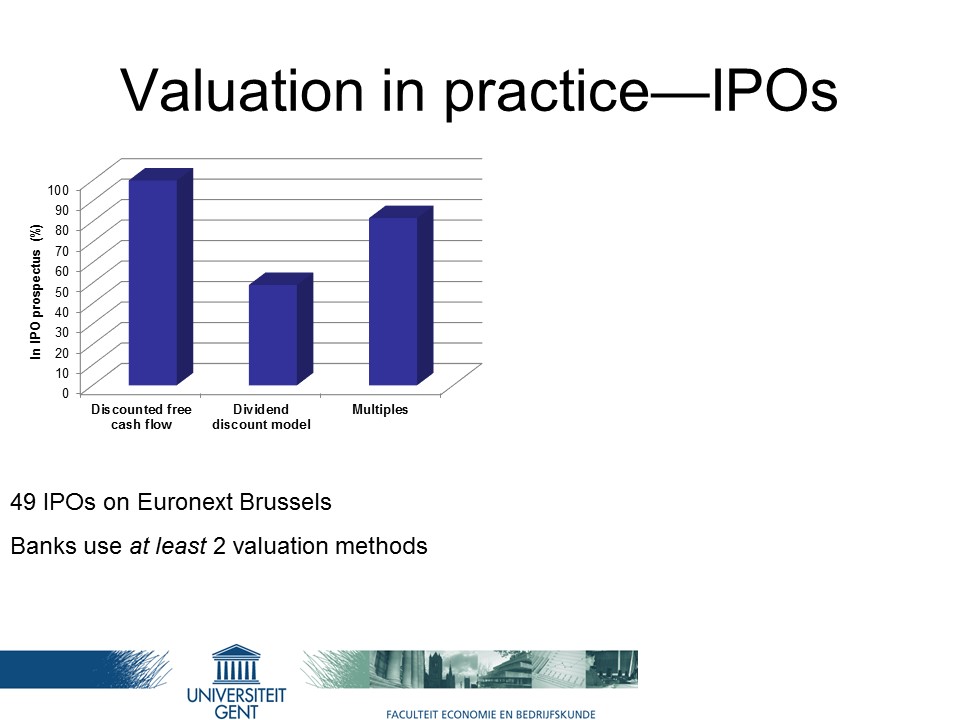 Valuation in practice—IPOs
In IPO prospectus (%)
100
90
80
70
60
50
40
30
20
10
0
Discounted free
cash flow
Dividend
discount model
Multiples
49 IPOs on Euronext Brussels
Banks use at least 2 valuation methods
UNIVERSITEIT
GENT
FACULTEIT ECONOMIE EN BEDRIJFSKUNDE